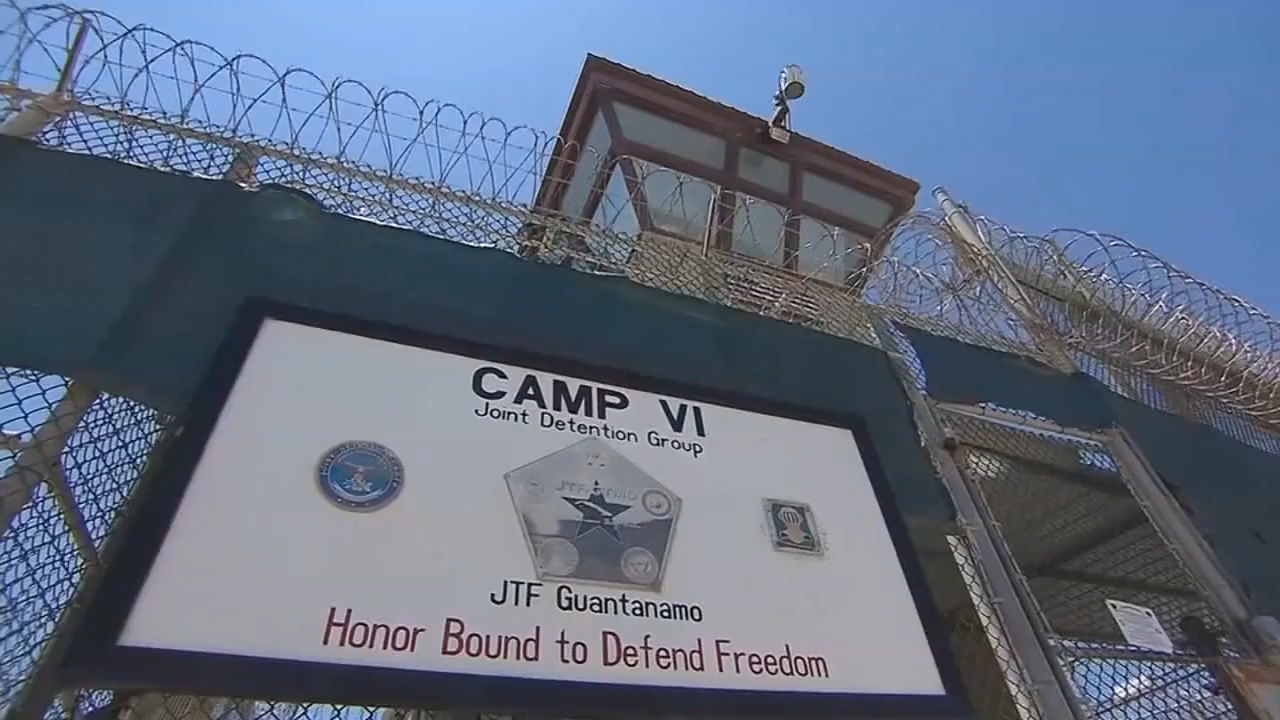 CAMP VI
Joint Detention Group
JTF Guantanamo
Honor Bound to Defend Freedom